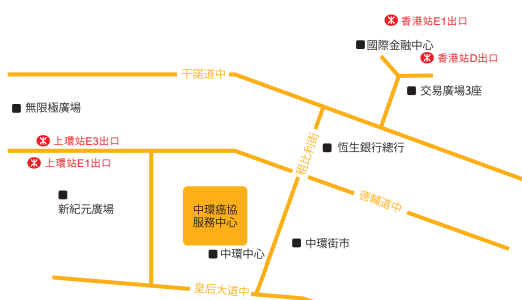 香港站E1出口
國際金融中心
香港站D出口
干諾道中
交易廣場3座
無限極廣場
上環站E3出口
租比利街
恆生銀行總行
上環站E1出口
新紀元廣場
德輔道中
中環癌協
服務中心
中環中心
中環街市
皇后大道中